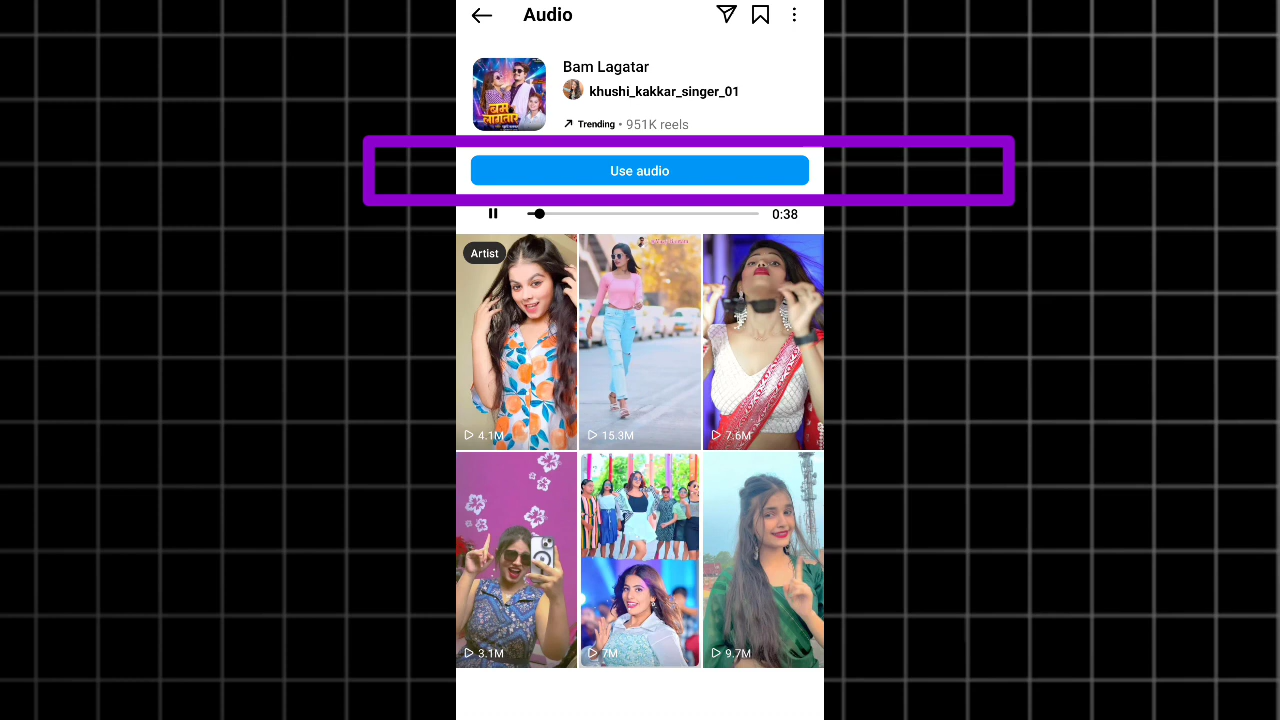 Audio
Bam Lagatar
khushi_kakkar_singer_01
Trending • 951K reels
बम
लागातार
Use audio
0:38
Artist
4.1M
15.3M
7.6M
3.1M
7M
9.7M